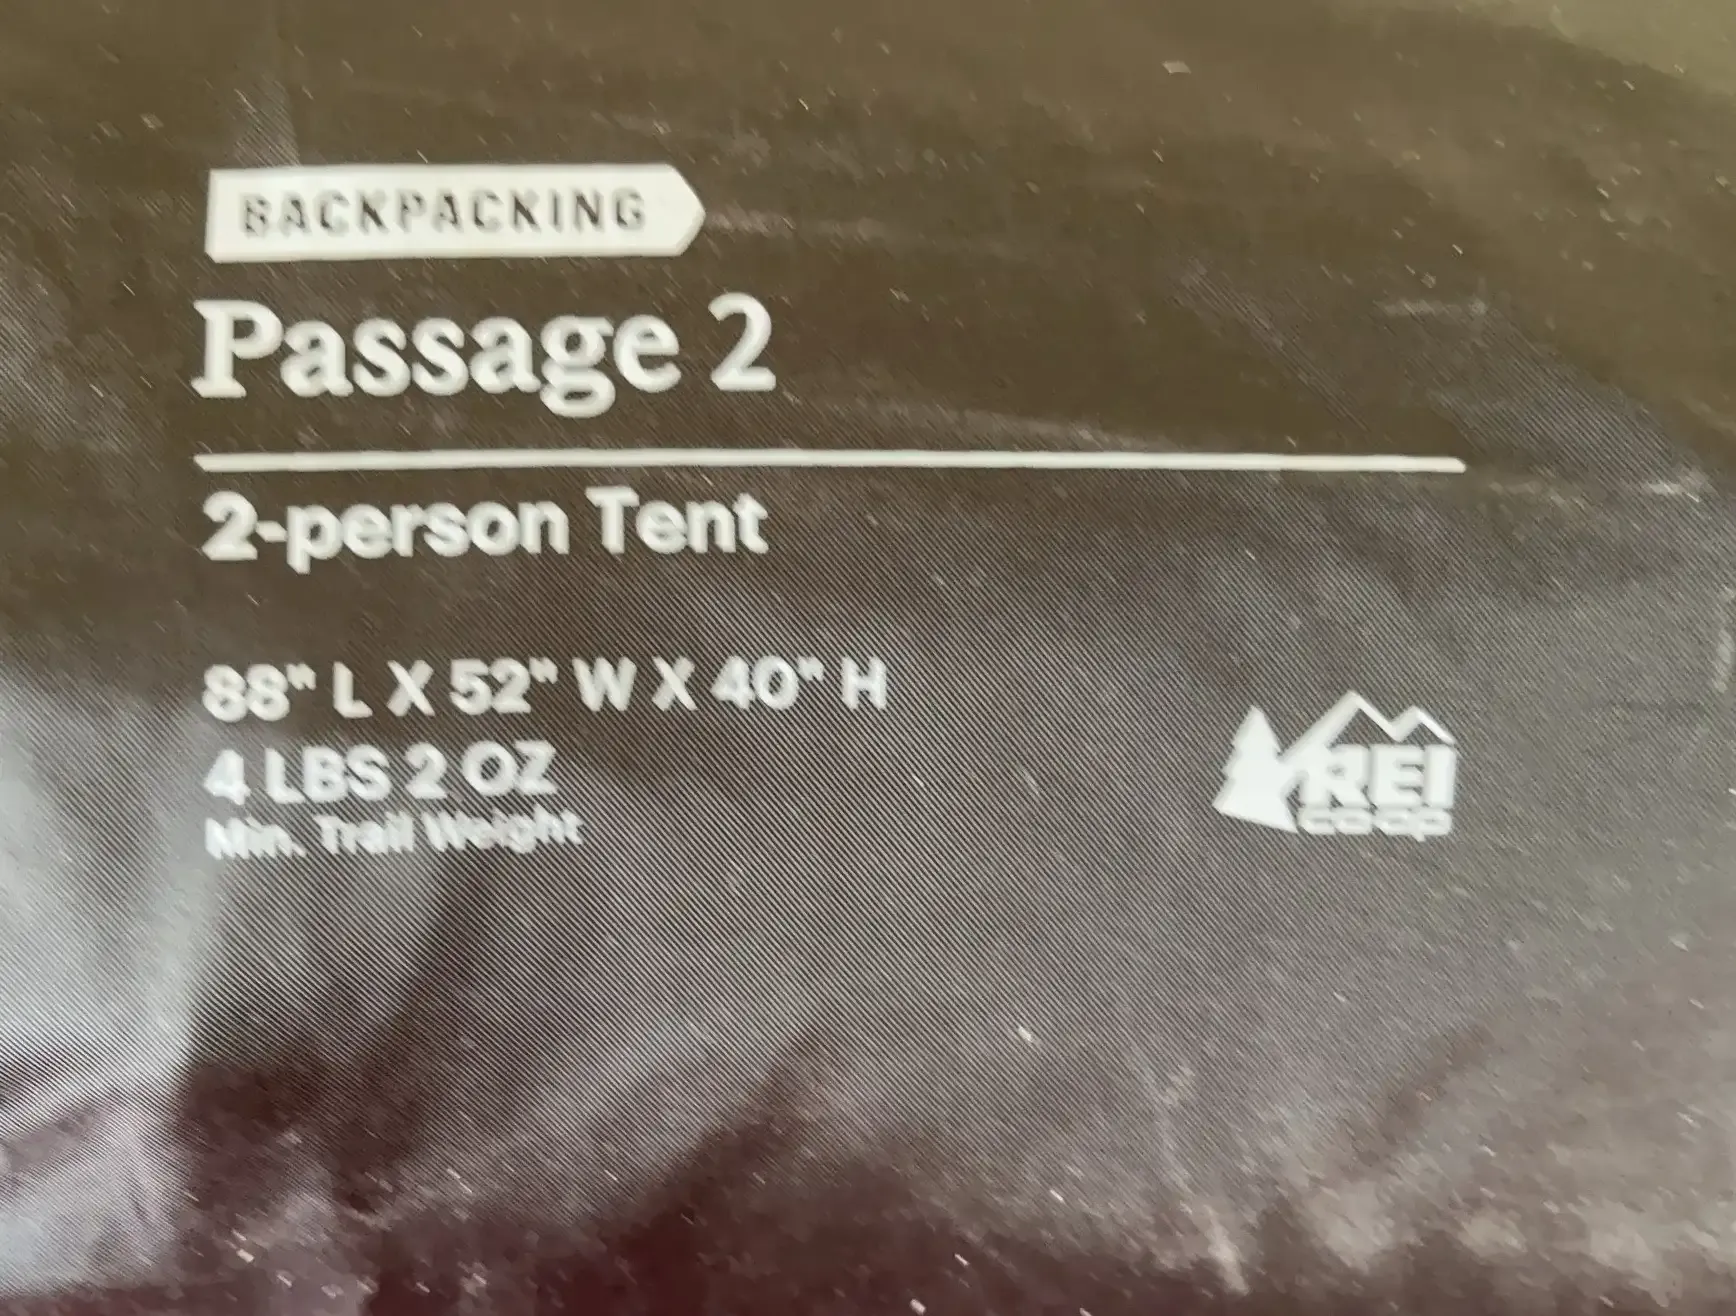 BACKPACKING
Passage 2
2-person Tent
88" L X 52" W X 40" H
4 LBS 2 OZ
Min. Trail Weight
REI
co-op